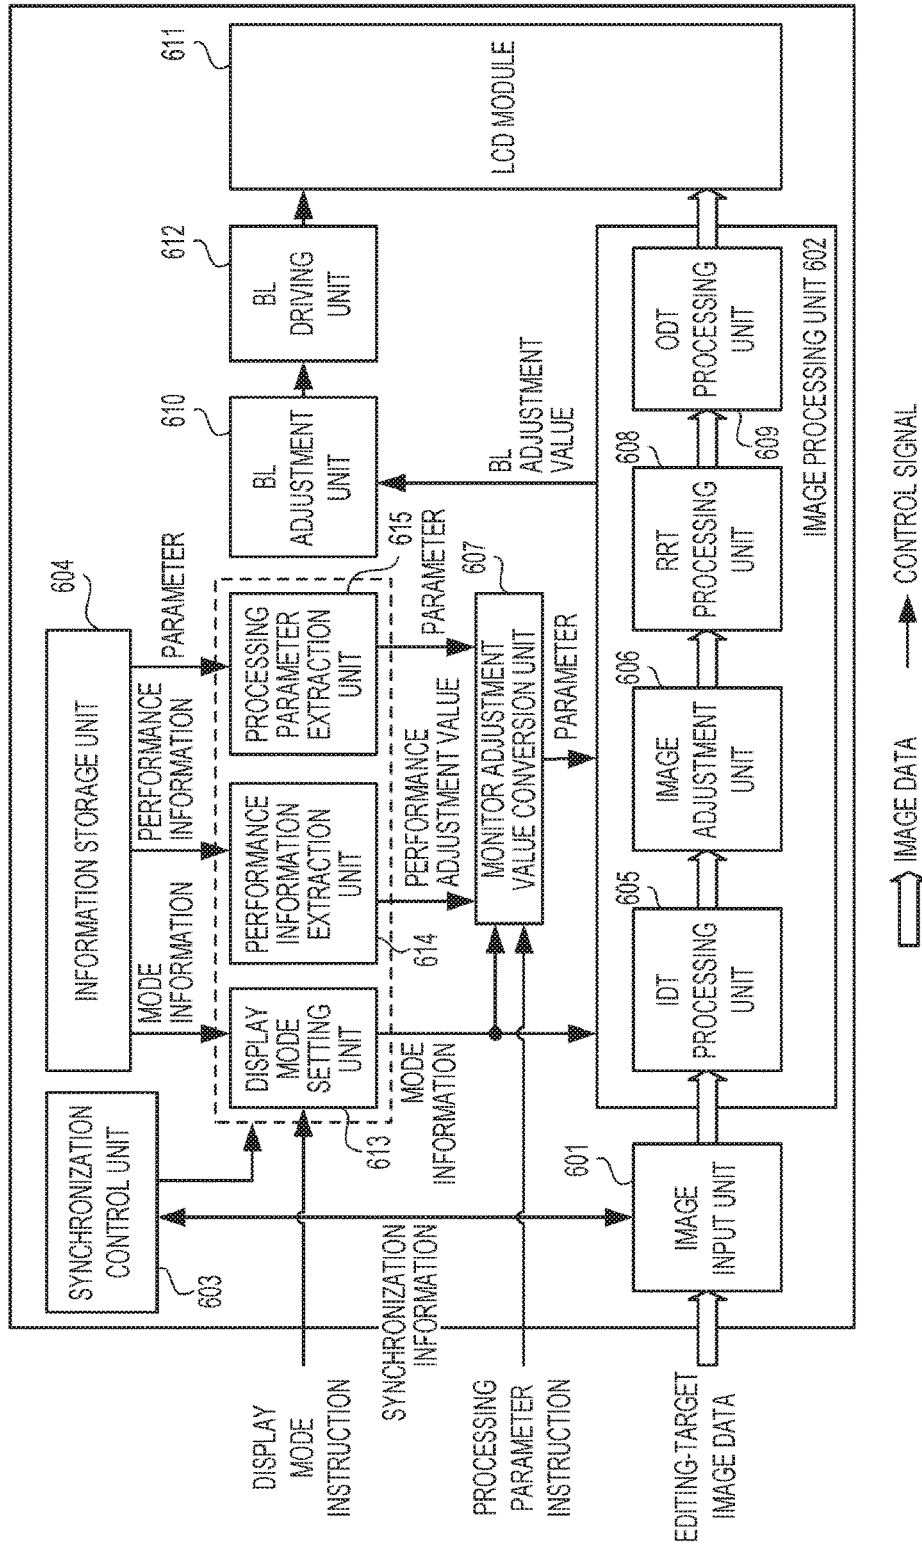 SYNCHRONIZATION
CONTROL UNIT
603
INFORMATION STORAGE UNIT
604
MODE
INFORMATION
PERFORMANCE
INFORMATION
PARAMETER
DISPLAY
MODE
SETTING
UNIT
613
PERFORMANCE
INFORMATION
EXTRACTION
UNIT
614
PROCESSING
PARAMETER
EXTRACTION
UNIT
615
BL
ADJUSTMENT
UNIT
610
BL
DRIVING
UNIT
612
LCD MODULE
611
DISPLAY
MODE
INSTRUCTION
SYNCHRONIZATION
INFORMATION
MODE
INFORMATION
PERFORMANCE
ADJUSTMENT VALUE
PARAMETER
BL
ADJUSTMENT
VALUE
PROCESSING
PARAMETER
INSTRUCTION
MONITOR ADJUSTMENT
VALUE CONVERSION UNIT
607
PARAMETER
EDITING-TARGET
IMAGE DATA
IMAGE
INPUT UNIT
601
IDT
PROCESSING
UNIT
605
IMAGE
ADJUSTMENT
UNIT
606
RRT
PROCESSING
UNIT
608
ODT
PROCESSING
UNIT
609
IMAGE PROCESSING UNIT 602
IMAGE DATA
CONTROL SIGNAL